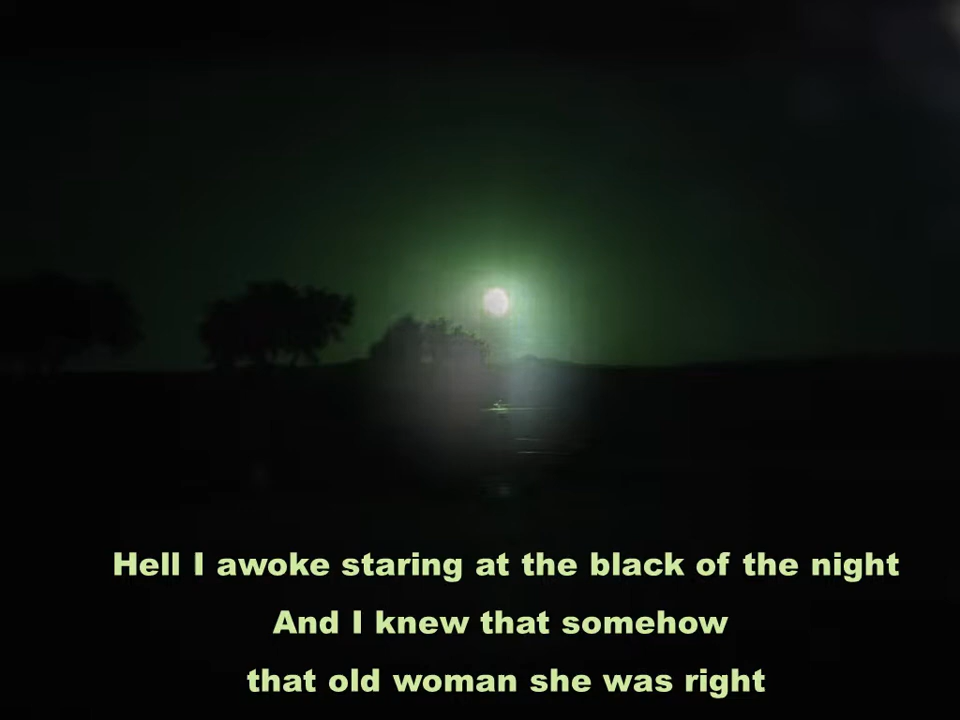 Hell I awoke staring at the black of the night
And I knew that somehow
that old woman she was right